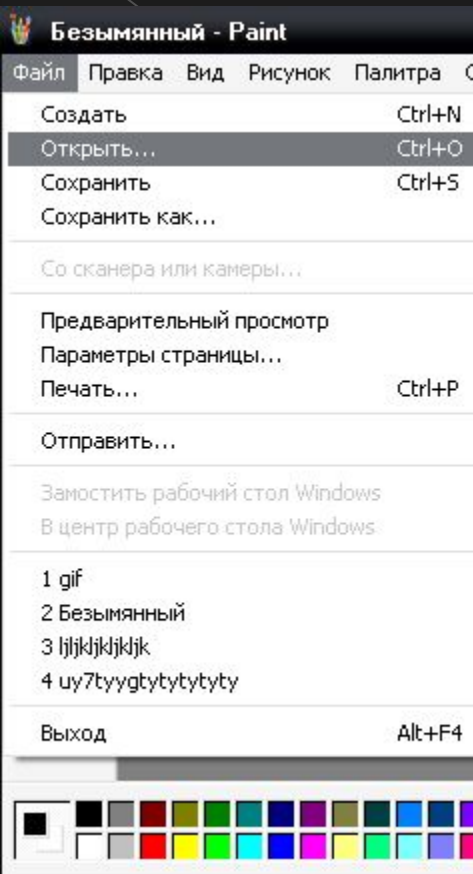 Безымянный - Paint
Файл Правка Вид Рисунок Палитра
Создать Ctrl+N
Открыть... Ctrl+O
Сохранить Ctrl+S
Сохранить как...
Со сканера или камеры...
Предварительный просмотр
Параметры страницы...
Печать... Ctrl+P
Отправить...
Замостить рабочий стол Windows
В центр рабочего стола Windows
1 gif
2 Безымянный
3 ljljkljkljkljk
4 uy7tyygtytytytyty
Выход Alt+F4